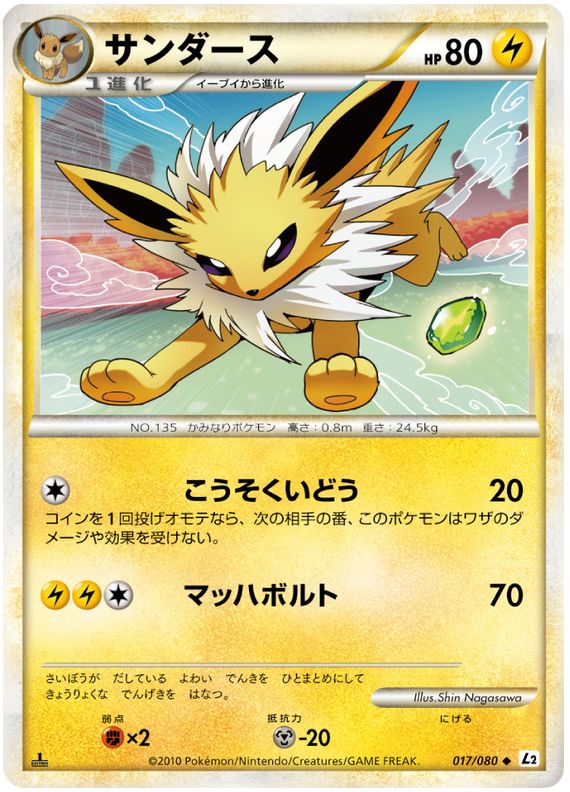 サンダース
HP80
1進化
イーブイから進化
NO.135 かみなりポケモン 高さ:0.8m 重さ:24.5kg
こうそくいどう 20
コインを1回投げオモテなら、次の相手の番、このポケモンはワザのダ
メージや効果を受けない。
マッハボルト 70
さいぼうが だしている よわい でんきを ひとまとめにして
きょうりょくな でんげきを はなつ。
Illus.Shin Nagasawa
弱点 抵抗力 にげる
×2 -20
1 EDITION
©2010 Pokémon/Nintendo/Creatures/GAME FREAK.
017/080 ◆ L2